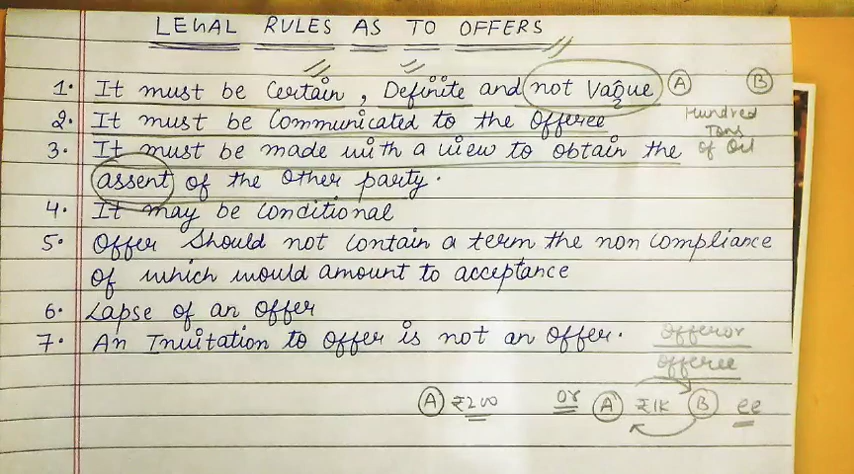 LEGAL RULES AS TO OFFERS
1. It must be Certain, Definite and not Vague A B
2. It must be Communicated to the Offeree
Hundred
Tons
of Oil
3. It must be made with a view to obtain the
assent of the Other party.
4. It may be Conditional
5. Offer Should not Contain a term the non compliance
of which would amount to acceptance
6. Lapse of an Offer
7. An Invitation to Offer is not an Offer.
Offeror
Offeree
A ₹200 or A ₹1K B ee